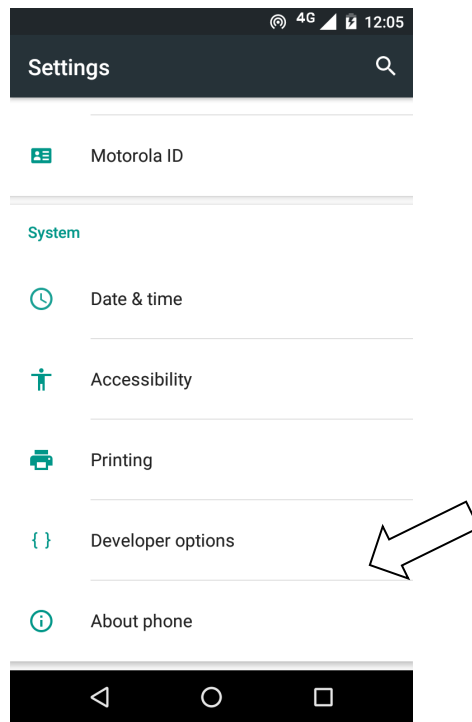 4G 12:05
Settings
Motorola ID
System
Date & time
Accessibility
Printing
{ } Developer options
About phone